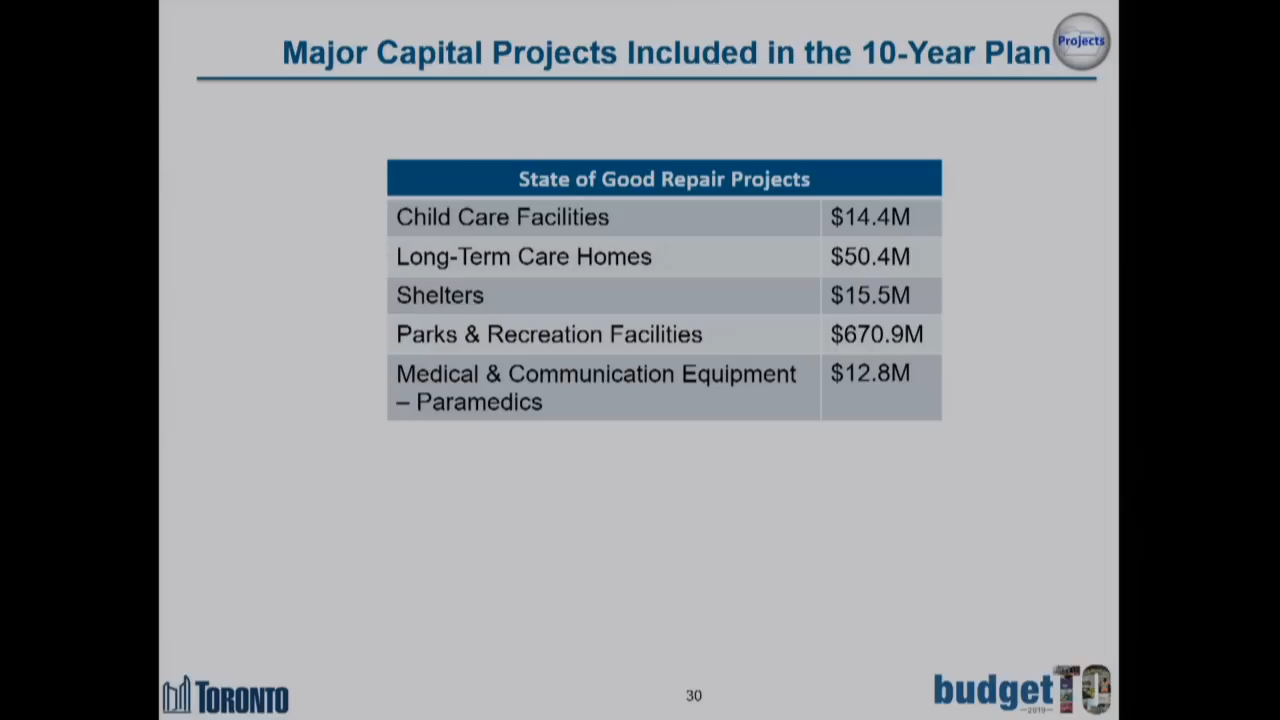 Major Capital Projects Included in the 10-Year Plan
Projects
State of Good Repair Projects
Child Care Facilities $14.4M
Long-Term Care Homes $50.4M
Shelters $15.5M
Parks & Recreation Facilities $670.9M
Medical & Communication Equipment $12.8M
– Paramedics
TORONTO
30
budgetTO
—2019—